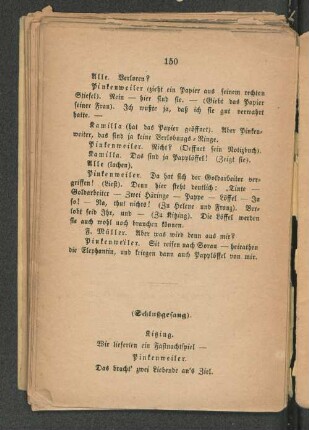 150
Alle. Verloren?
Pinkenweiler (zieht ein Papier aus seinem rechten
Stiefel). Nein — hier sind sie. — (Giebt das Papier
seiner Frau). Ich wußte ja, daß ich sie gut verwahrt
hatte. —
Kamilla (hat das Papier geöffnet). Aber Pinken-
weiler, das sind ja keine Verlobungs-Ringe.
Pinkenweiler. Nicht? (Oeffnet sein Notizbuch).
Kamilla. Das sind ja Papplöffel! (Zeigt sie).
Alle (lachen).
Pinkenweiler. Da hat sich der Goldarbeiter ver-
griffen! (Liest). Denn hier steht deutlich: „Tinte —
Goldarbeiter — Zwei Häringe — Pappe — Löffel — Ja
so! — Na, thut nichts! (Zu Helene und Franz). Ver-
lobt seid Ihr, und — (Zu Kitzing). Die Löffel werden
sie auch wohl noch brauchen können.
F. Müller. Aber was wird denn aus mir?
Pinkenweiler. Sie reisen nach Sorau — heirathen
die Elephantin, und kriegen dann auch Papplöffel von mir.
(Schlußgesang).
Kitzing.
Wir lieferten ein Fastnachtspiel —
Pinkenweiler.
Das bracht' zwei Liebende an's Ziel.